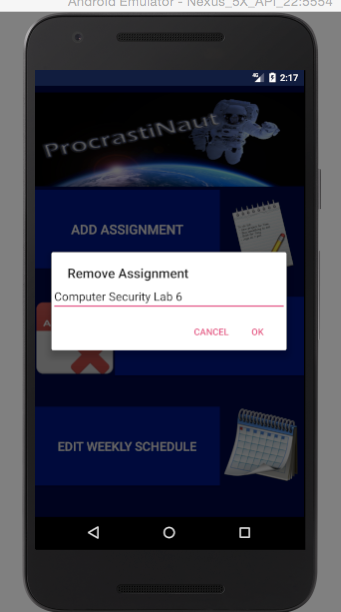 Android Emulator - Nexus_5X_API_22:5554
2:17
ProcrastiNaut
ADD ASSIGNMENT
Remove Assignment
Computer Security Lab 6
CANCEL OK
EDIT WEEKLY SCHEDULE